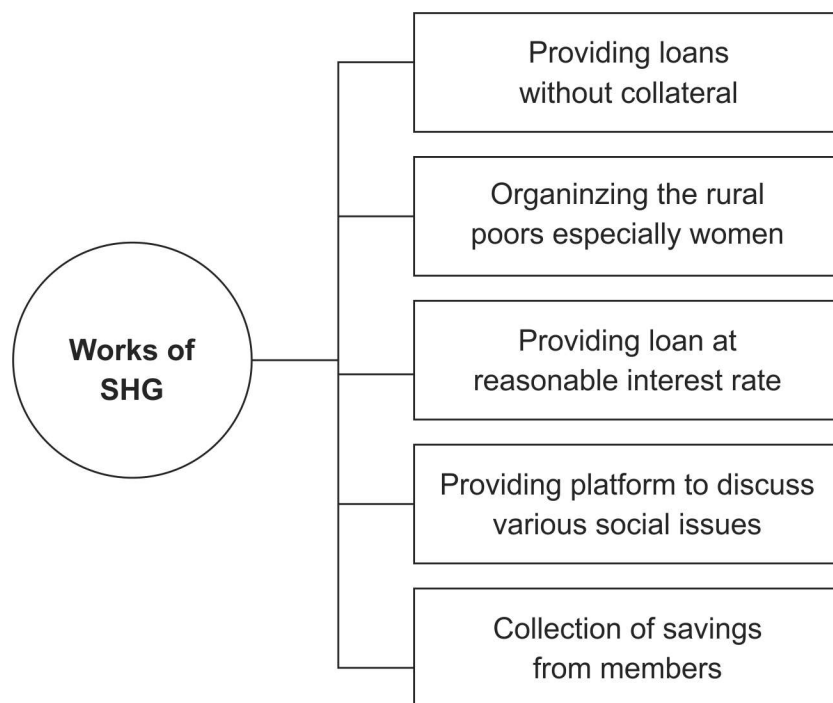 Works of
SHG
Providing loans
without collateral
Organinzing the rural
poors especially women
Providing loan at
reasonable interest rate
Providing platform to discuss
various social issues
Collection of savings
from members